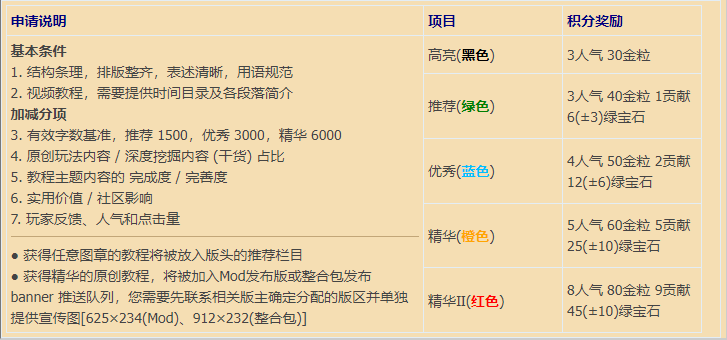 申请说明
项目
积分奖励
基本条件
1. 结构条理，排版整齐，表述清晰，用语规范
2. 视频教程，需要提供时间目录及各段落简介
加减分项
3. 有效字数基准，推荐 1500，优秀 3000，精华 6000
4. 原创玩法内容 / 深度挖掘内容 (干货) 占比
5. 教程主题内容的 完成度 / 完善度
6. 实用价值 / 社区影响
7. 玩家反馈、人气和点击量
● 获得任意图章的教程将被放入版头的推荐栏目
● 获得精华的原创教程，将被加入Mod发布版或整合包发布
banner 推送队列，您需要先联系相关版主确定分配的版区并单独
提供宣传图[625×234(Mod)、912×232(整合包)]
高亮(黑色)
3人气 30金粒
推荐(绿色)
3人气 40金粒 1贡献
6(±3)绿宝石
优秀(蓝色)
4人气 50金粒 2贡献
12(±6)绿宝石
精华(橙色)
5人气 60金粒 5贡献
25(±10)绿宝石
精华II(红色)
8人气 80金粒 9贡献
45(±10)绿宝石